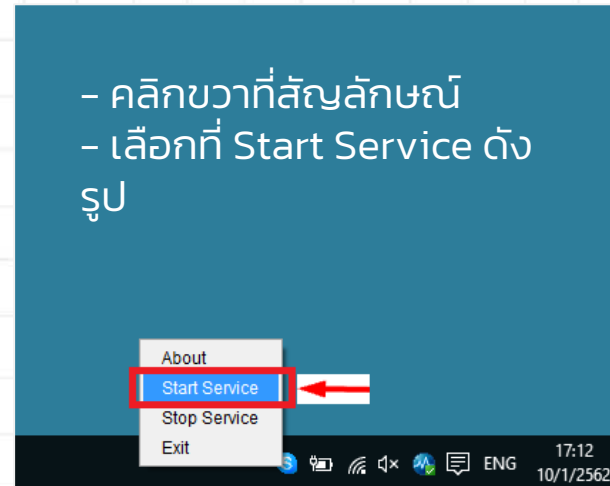 - คลิกขวาที่สัญลักษณ์
- เลือกที่ Start Service ดัง
รูป
About
Start Service
Stop Service
Exit
ENG
17:12
10/1/2562